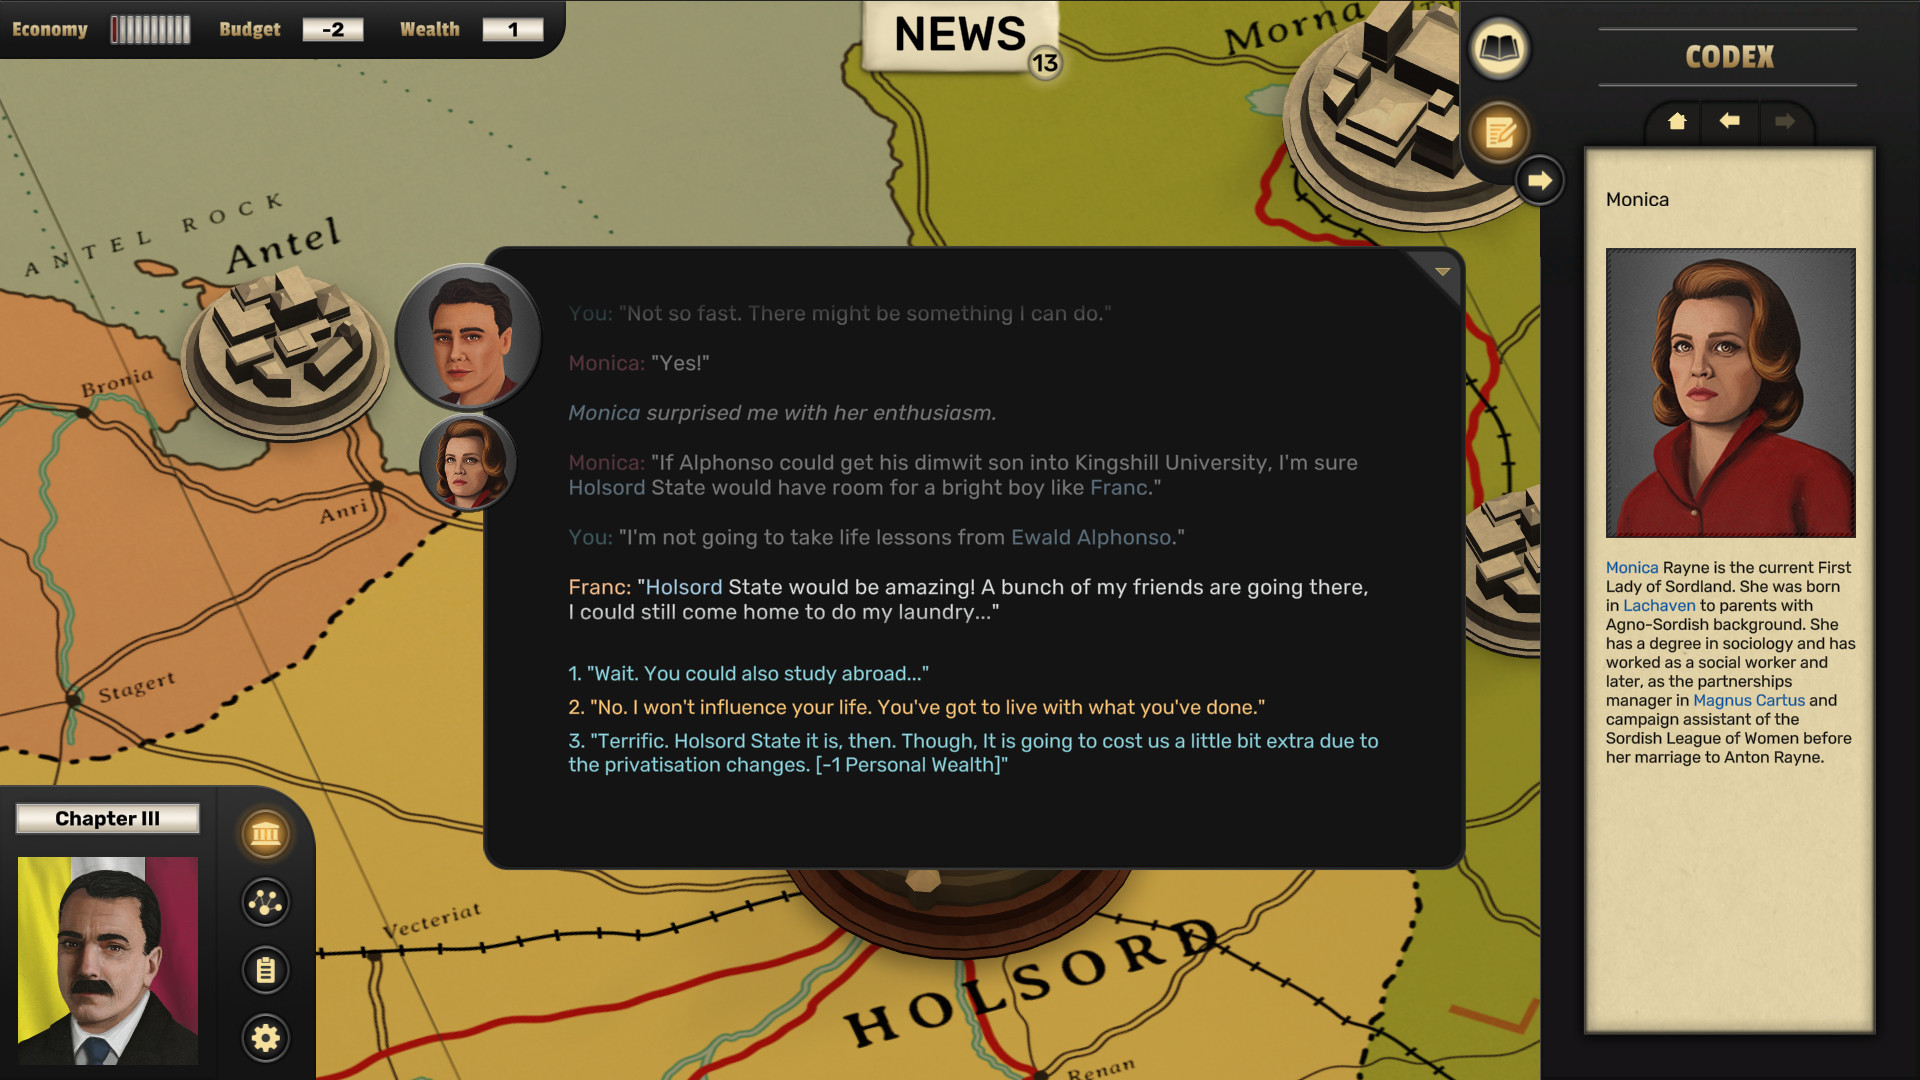 Economy
Budget
-2
Wealth
1
NEWS
13
Morna
CODEX
Monica
Monica Rayne is the current First
Lady of Sordland. She was born
in Lachaven to parents with
Agno-Sordish background. She
has a degree in sociology and has
worked as a social worker and
later, as the partnerships
manager in Magnus Cartus and
campaign assistant of the
Sordish League of Women before
her marriage to Anton Rayne.
ANTEL ROCK
Antel
Bronia
Anri
Stagert
You: "Not so fast. There might be something I can do."
Monica: "Yes!"
Monica surprised me with her enthusiasm.
Monica: "If Alphonso could get his dimwit son into Kingshill University, I'm sure
Holsord State would have room for a bright boy like Franc."
You: "I'm not going to take life lessons from Ewald Alphonso."
Franc: "Holsord State would be amazing! A bunch of my friends are going there,
I could still come home to do my laundry..."
1. "Wait. You could also study abroad..."
2. "No. I won't influence your life. You've got to live with what you've done."
3. "Terrific. Holsord State it is, then. Though, It is going to cost us a little bit extra due to
the privatisation changes. [-1 Personal Wealth]"
Chapter III
Vecteriat
HOLSORD
Renan